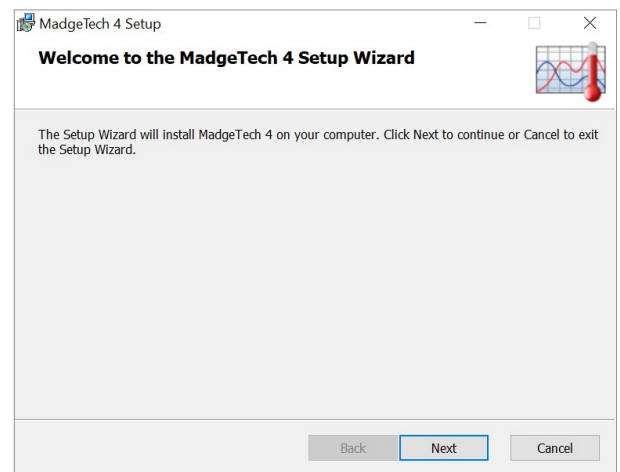 MadgeTech 4 Setup
Welcome to the MadgeTech 4 Setup Wizard
The Setup Wizard will install MadgeTech 4 on your computer. Click Next to continue or Cancel to exit
the Setup Wizard.
Back Next Cancel